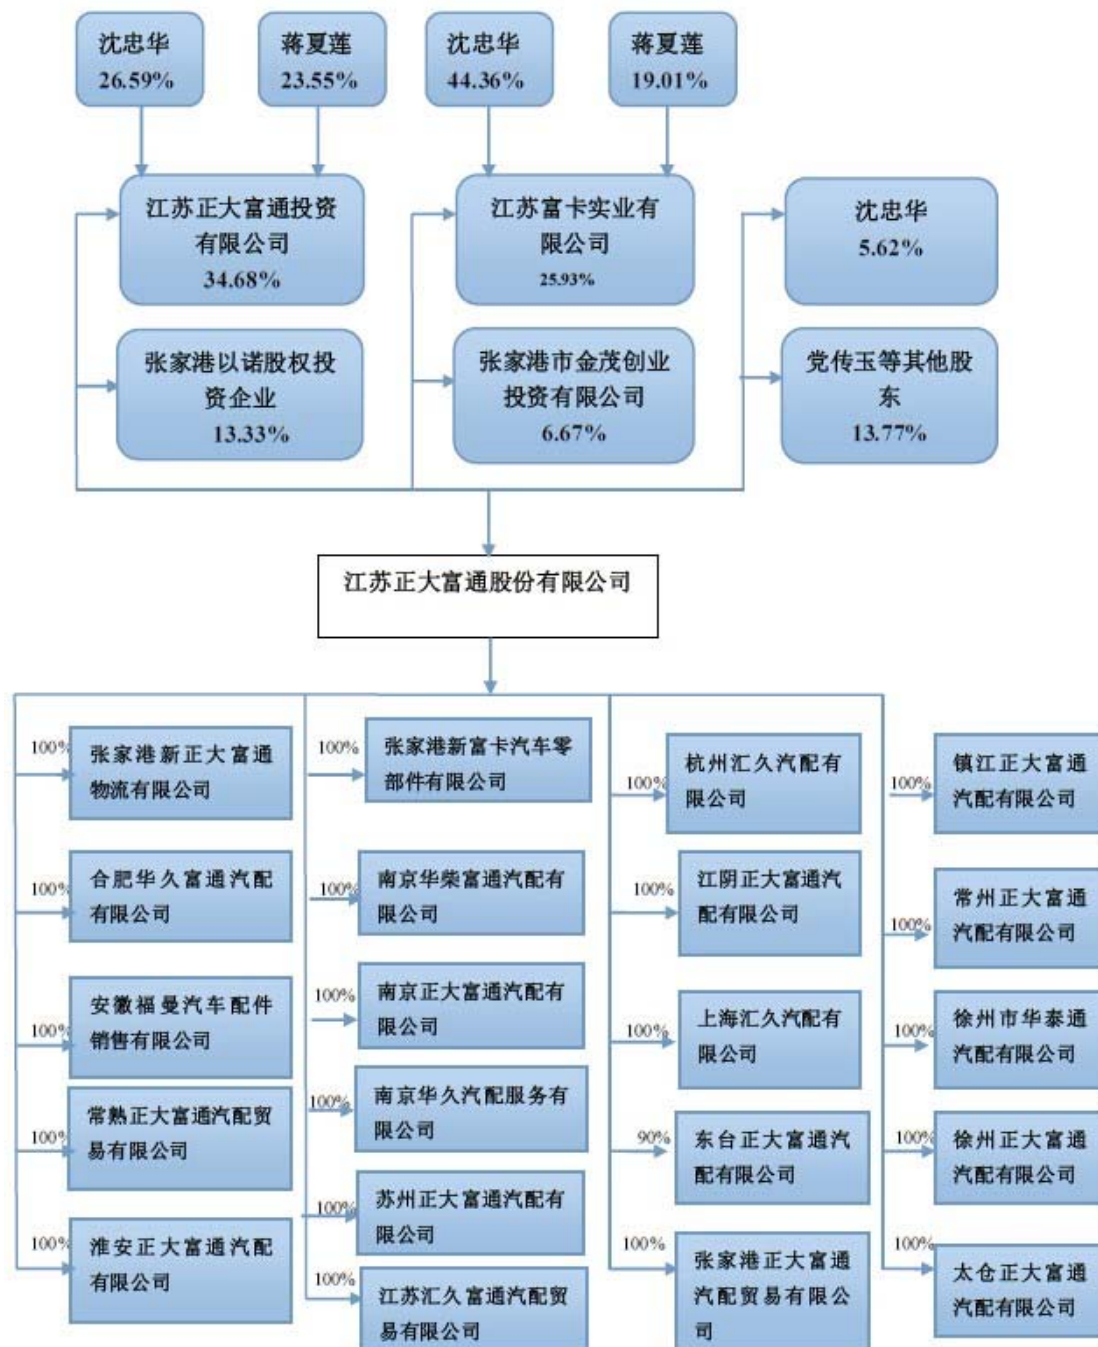 沈忠华
26.59%
蒋夏莲
23.55%
沈忠华
44.36%
蒋夏莲
19.01%
江苏正大富通投资
有限公司
34.68%
江苏富卡实业有
限公司
25.93%
沈忠华
5.62%
张家港以诺股权投
资企业
13.33%
张家港市金茂创业
投资有限公司
6.67%
党传玉等其他股
东
13.77%
江苏正大富通股份有限公司
100%
张家港新正大富通
物流有限公司
100%
张家港新富卡汽车零
部件有限公司
100%
杭州汇久汽配有
限公司
100%
镇江正大富通
汽配有限公司
100%
合肥华久富通汽配
有限公司
100%
南京华柴富通汽配有
限公司
100%
江阴正大富通汽
配有限公司
100%
常州正大富通
汽配有限公司
100%
安徽福曼汽车配件
销售有限公司
100%
南京正大富通汽配有
限公司
100%
上海汇久汽配有
限公司
100%
徐州市华泰通
汽配有限公司
100%
常熟正大富通汽配贸
易有限公司
100%
南京华久汽配服务有
限公司
90%
东台正大富通汽
配有限公司
100%
徐州正大富通
汽配有限公司
100%
淮安正大富通汽配
有限公司
100%
苏州正大富通汽配有
限公司
100%
张家港正大富通
汽配贸易有限公
司
100%
太仓正大富通
汽配有限公司
100%
江苏汇久富通汽配贸
易有限公司